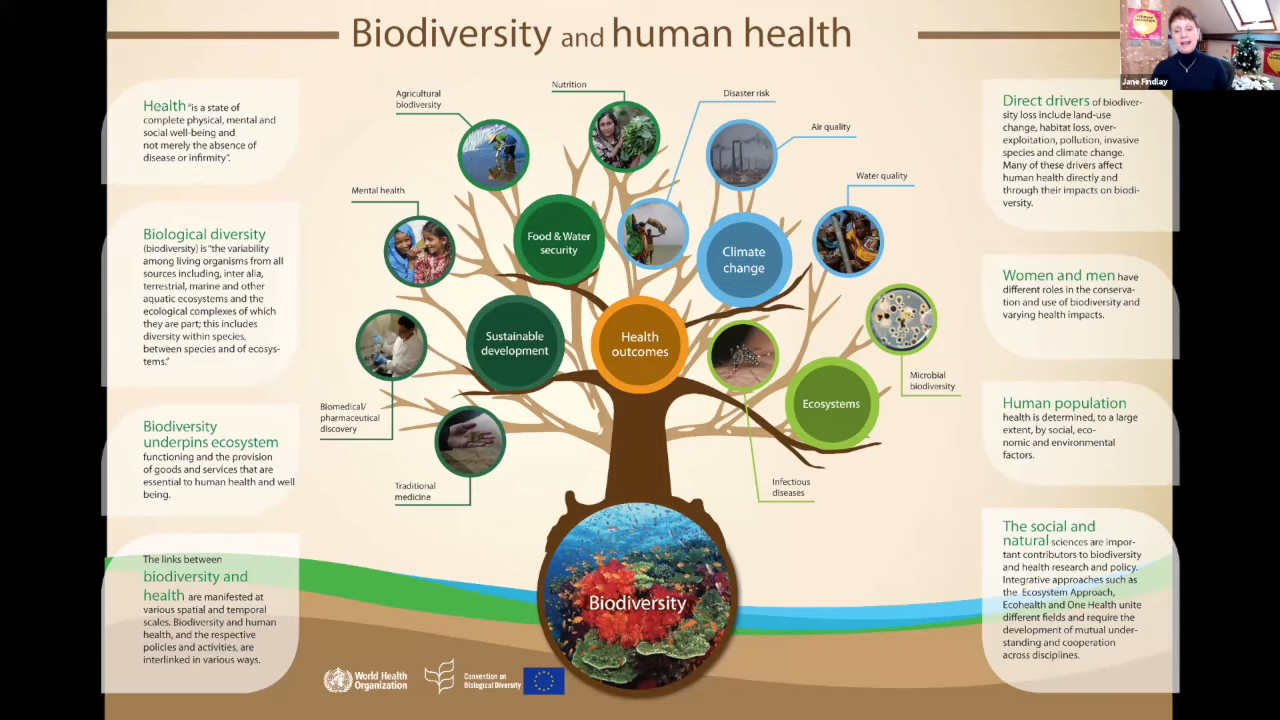 Biodiversity and human health
Jane Findlay
Health "is a state of
complete physical, mental and
social well-being and
not merely the absence of
disease or infirmity".
Biological diversity
(biodiversity) is "the variability
among living organisms from all
sources including, inter alia,
terrestrial, marine and other
aquatic ecosystems and the
ecological complexes of which
they are part; this includes
diversity within species,
between species and of ecosys-
tems."
Biodiversity
underpins ecosystem
functioning and the provision
of goods and services that are
essential to human health and well
being.
The links between
biodiversity and
health are manifested at
various spatial and temporal
scales. Biodiversity and human
health, and the respective
policies and activities, are
interlinked in various ways.
Agricultural
biodiversity
Nutrition
Disaster risk
Air quality
Water quality
Mental health
Food & Water
security
Climate
change
Sustainable
development
Health
outcomes
Ecosystems
Microbial
biodiversity
Biomedical/
pharmaceutical
discovery
Traditional
medicine
Infectious
diseases
Biodiversity
World Health
Organization
Convention on
Biological Diversity
Direct drivers of biodiver-
sity loss include land-use
change, habitat loss, over-
exploitation, pollution, invasive
species and climate change.
Many of these drivers affect
human health directly and
through their impacts on biodi-
versity.
Women and men have
different roles in the conserva-
tion and use of biodiversity and
varying health impacts.
Human population
health is determined, to a large
extent, by social, eco-
nomic and environmental
factors.
The social and
natural sciences are impor-
tant contributors to biodiversity
and health research and policy.
Integrative approaches such as
the Ecosystem Approach,
Ecohealth and One Health unite
different fields and require the
development of mutual under-
standing and cooperation
across disciplines.